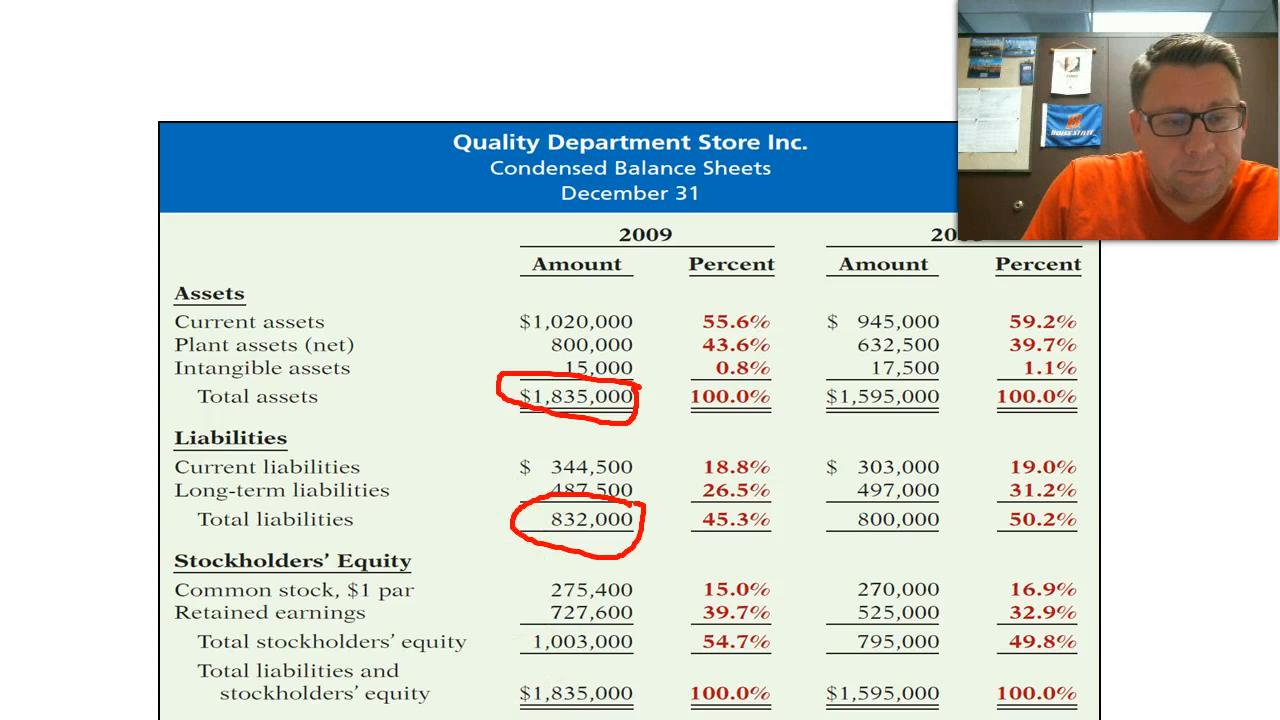 Quality Department Store Inc.
Condensed Balance Sheets
December 31
2009
Amount Percent Amount Percent
Assets
Current assets $1,020,000 55.6% $ 945,000 59.2%
Plant assets (net) 800,000 43.6% 632,500 39.7%
Intangible assets 15,000 0.8% 17,500 1.1%
Total assets $1,835,000 100.0% $1,595,000 100.0%
Liabilities
Current liabilities $ 344,500 18.8% $ 303,000 19.0%
Long-term liabilities 487,500 26.5% 497,000 31.2%
Total liabilities 832,000 45.3% 800,000 50.2%
Stockholders’ Equity
Common stock, $1 par 275,400 15.0% 270,000 16.9%
Retained earnings 727,600 39.7% 525,000 32.9%
Total stockholders’ equity 1,003,000 54.7% 795,000 49.8%
Total liabilities and
stockholders’ equity $1,835,000 100.0% $1,595,000 100.0%
BOISE STATE